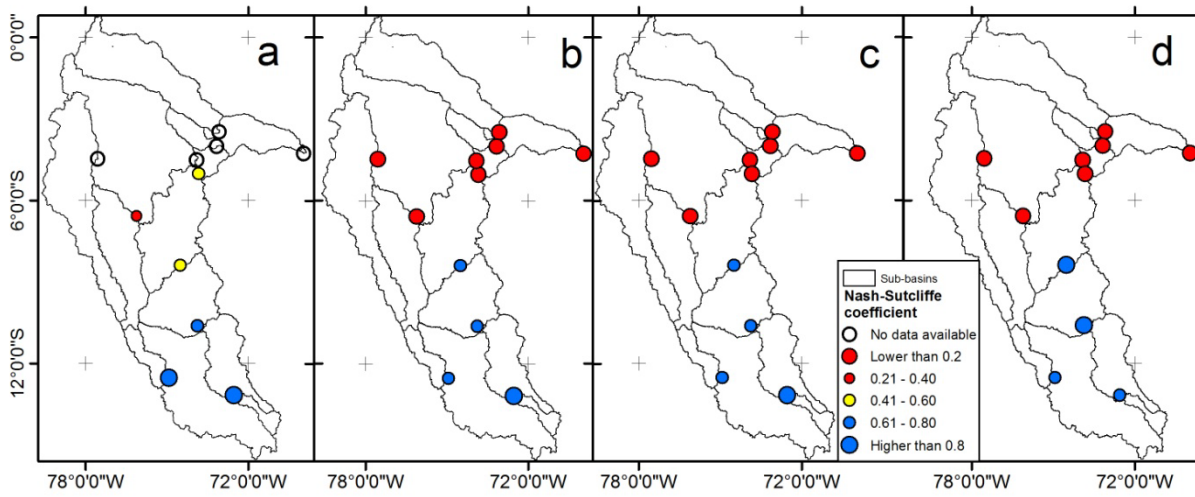 a b c d
0°0'0"
6°0'0"S
12°0'0"S
Sub-basins
Nash-Sutcliffe
coefficient
No data available
Lower than 0.2
0.21 - 0.40
0.41 - 0.60
0.61 - 0.80
Higher than 0.8
78°0'0"W 72°0'0"W 78°0'0"W 72°0'0"W 78°0'0"W 72°0'0"W 78°0'0"W 72°0'0"W